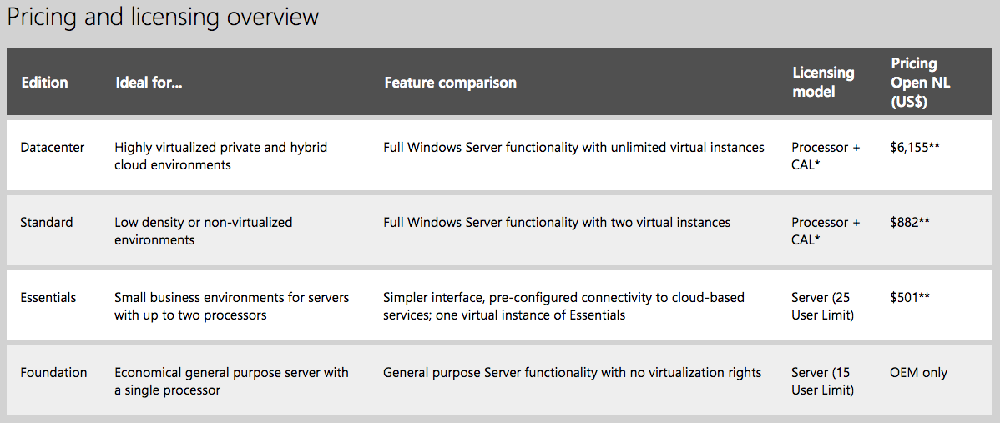 Pricing and licensing overview
Edition
Ideal for...
Feature comparison
Licensing
model
Pricing
Open NL
(US$)
Datacenter
Highly virtualized private and hybrid
cloud environments
Full Windows Server functionality with unlimited virtual instances
Processor +
CAL*
$6,155**
Standard
Low density or non-virtualized
environments
Full Windows Server functionality with two virtual instances
Processor +
CAL*
$882**
Essentials
Small business environments for servers
with up to two processors
Simpler interface, pre-configured connectivity to cloud-based
services; one virtual instance of Essentials
Server (25
User Limit)
$501**
Foundation
Economical general purpose server with
a single processor
General purpose Server functionality with no virtualization rights
Server (15
User Limit)
OEM only